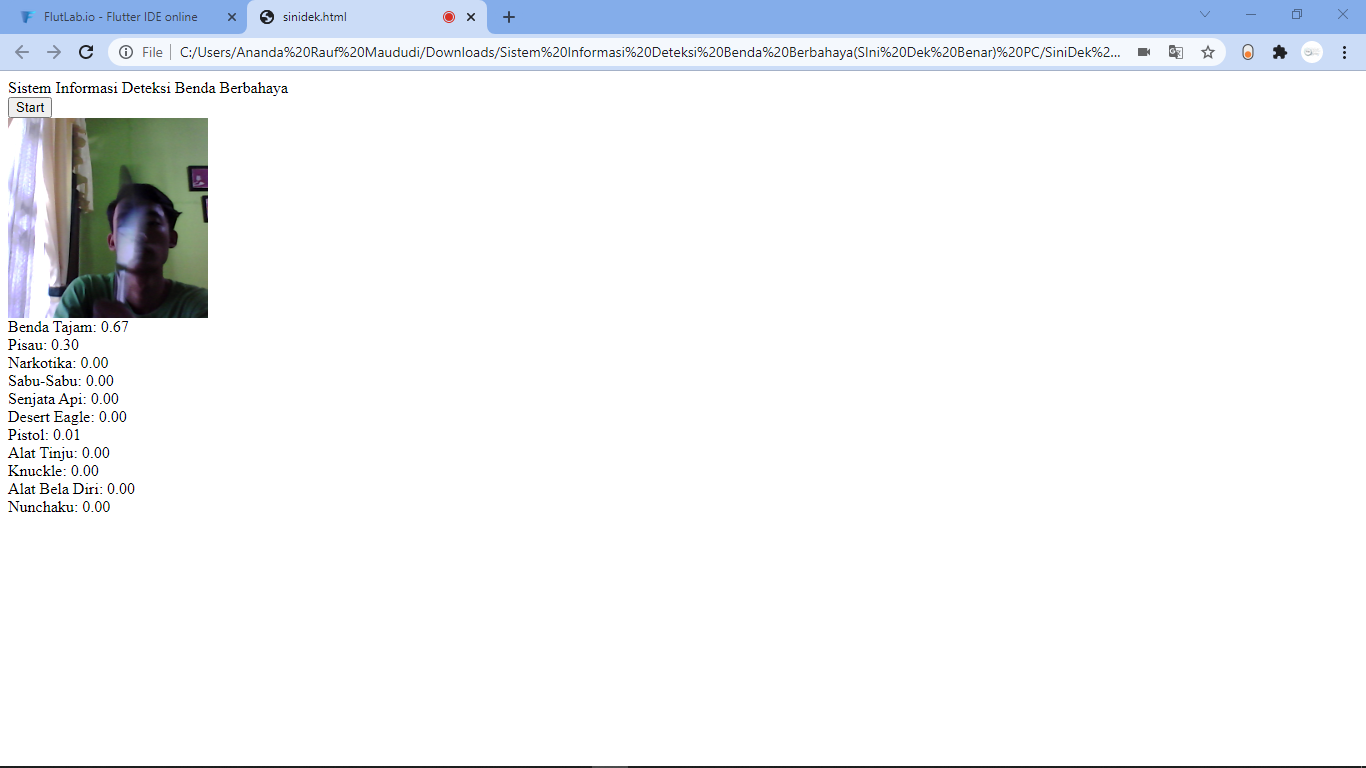 FlutLab.io - Flutter IDE online
sinidek.html
File
C:/Users/Ananda%20Rauf%20Maududi/Downloads/Sistem%20Informasi%20Deteksi%20Benda%20Berbahaya(SIni%20Dek%20Benar)%20PC/SiniDek%2...
Sistem Informasi Deteksi Benda Berbahaya
Start
Benda Tajam: 0.67
Pisau: 0.30
Narkotika: 0.00
Sabu-Sabu: 0.00
Senjata Api: 0.00
Desert Eagle: 0.00
Pistol: 0.01
Alat Tinju: 0.00
Knuckle: 0.00
Alat Bela Diri: 0.00
Nunchaku: 0.00